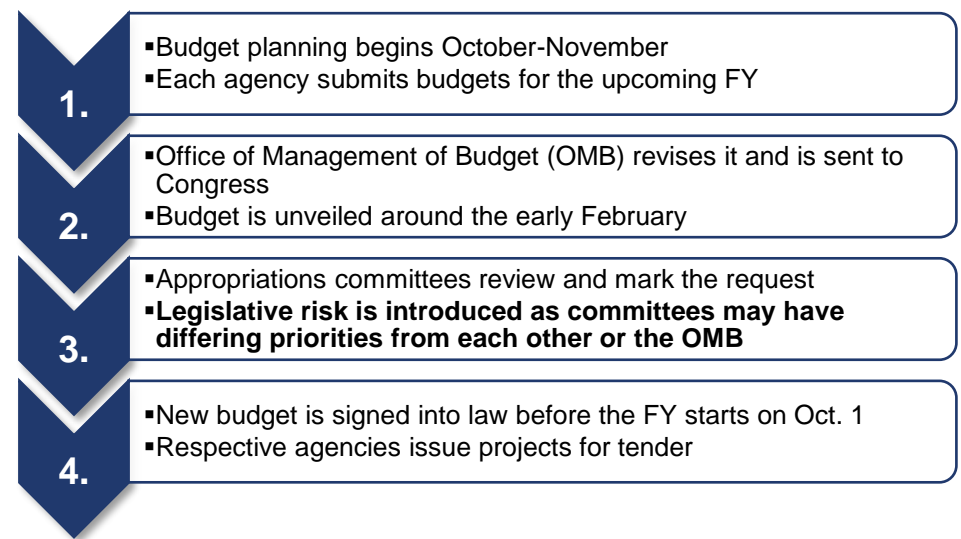 1.
▪Budget planning begins October-November
▪Each agency submits budgets for the upcoming FY
2.
▪Office of Management of Budget (OMB) revises it and is sent to
Congress
▪Budget is unveiled around the early February
3.
▪Appropriations committees review and mark the request
▪Legislative risk is introduced as committees may have
differing priorities from each other or the OMB
4.
▪New budget is signed into law before the FY starts on Oct. 1
▪Respective agencies issue projects for tender